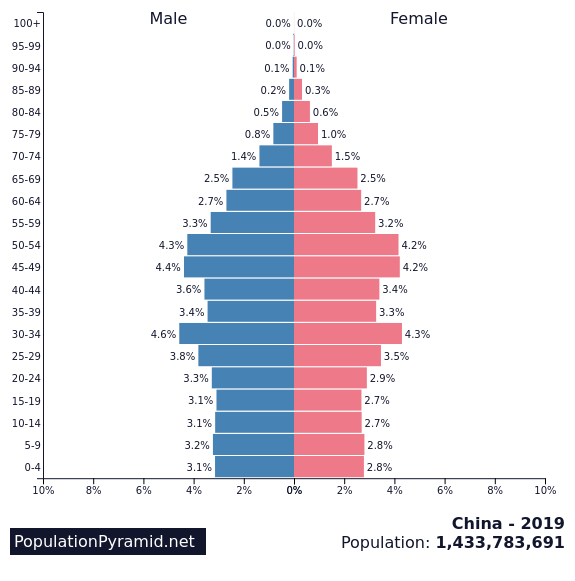 Male Female
100+ 0.0% 0.0%
95-99 0.0% 0.0%
90-94 0.1% 0.1%
85-89 0.2% 0.3%
80-84 0.5% 0.6%
75-79 0.8% 1.0%
70-74 1.4% 1.5%
65-69 2.5% 2.5%
60-64 2.7% 2.7%
55-59 3.3% 3.2%
50-54 4.3% 4.2%
45-49 4.4% 4.2%
40-44 3.6% 3.4%
35-39 3.4% 3.3%
30-34 4.6% 4.3%
25-29 3.8% 3.5%
20-24 3.3% 2.9%
15-19 3.1% 2.7%
10-14 3.1% 2.7%
5-9 3.2% 2.8%
0-4 3.1% 2.8%
10% 8% 6% 4% 2% 0% 2% 4% 6% 8% 10%
China - 2019
PopulationPyramid.net Population: 1,433,783,691